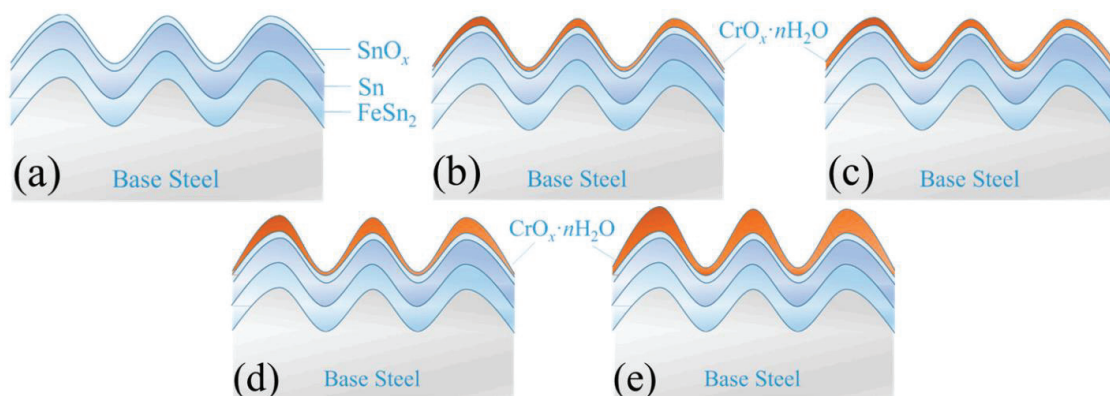 SnOₓ
Sn
FeSn₂
(a)
Base Steel
CrOₓ·nH₂O
(b)
Base Steel
(c)
Base Steel
CrOₓ·nH₂O
(d)
Base Steel
(e)
Base Steel